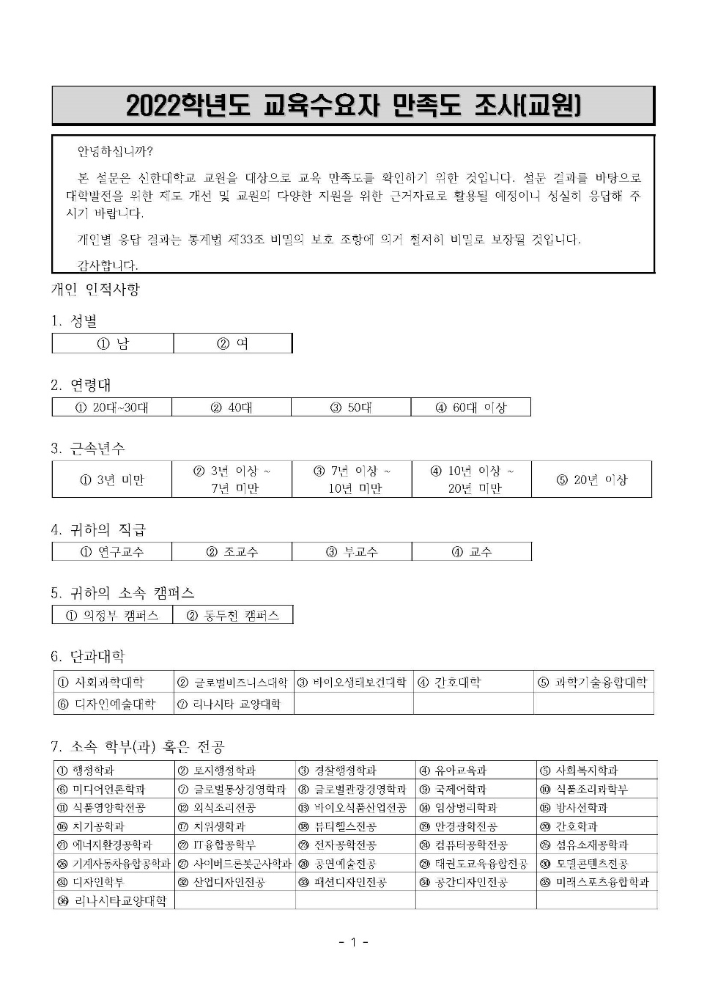 2022학년도 교육수요자 만족도 조사(교원)
안녕하십니까?
본 설문은 신한대학교 교원을 대상으로 교육 만족도를 확인하기 위한 것입니다. 설문 결과를 바탕으로
대학발전을 위한 제도 개선 및 교원의 다양한 지원을 위한 근거자료로 활용될 예정이니 성실히 응답해 주
시기 바랍니다.
개인별 응답 결과는 통계법 제33조 비밀의 보호 조항에 의거 철저히 비밀로 보장될 것입니다.
감사합니다.
개인 인적사항
1. 성별
① 남 ② 여
2. 연령대
① 20대~30대 ② 40대 ③ 50대 ④ 60대 이상
3. 근속년수
① 3년 미만 ② 3년 이상 ~ 7년 미만 ③ 7년 이상 ~ 10년 미만 ④ 10년 이상 ~ 20년 미만 ⑤ 20년 이상
4. 귀하의 직급
① 연구교수 ② 조교수 ③ 부교수 ④ 교수
5. 귀하의 소속 캠퍼스
① 의정부 캠퍼스 ② 동두천 캠퍼스
6. 단과대학
① 사회과학대학 ② 글로벌비즈니스대학 ③ 바이오생태보건대학 ④ 간호대학 ⑤ 과학기술융합대학
⑥ 디자인예술대학 ⑦ 리나시타 교양대학
7. 소속 학부(과) 혹은 전공
① 행정학과 ② 토지행정학과 ③ 경찰행정학과 ④ 유아교육과 ⑤ 사회복지학과
⑥ 미디어언론학과 ⑦ 글로벌통상경영학과 ⑧ 글로벌관광경영학과 ⑨ 국제어학과 ⑩ 식품조리과학부
⑪ 식품영양학전공 ⑫ 외식조리전공 ⑬ 바이오식품산업전공 ⑭ 임상병리학과 ⑮ 방사선학과
⑯ 치기공학과 ⑰ 치위생학과 ⑱ 뷰티헬스전공 ⑲ 안경광학전공 ⑳ 간호학과
㉑ 에너지환경공학과 ㉒ IT융합공학부 ㉓ 전자공학전공 ㉔ 컴퓨터공학전공 ㉕ 섬유소재공학과
㉖ 기계자동차융합공학과 ㉗ 사이버드론봇군사학과 ㉘ 공연예술전공 ㉙ 태권도교육융합전공 ㉚ 모델콘텐츠전공
㉛ 디자인학부 ㉜ 산업디자인전공 ㉝ 패션디자인전공 ㉞ 공간디자인전공 ㉟ 미래스포츠융합학과
㊱ 리나시타교양대학
- 1 -